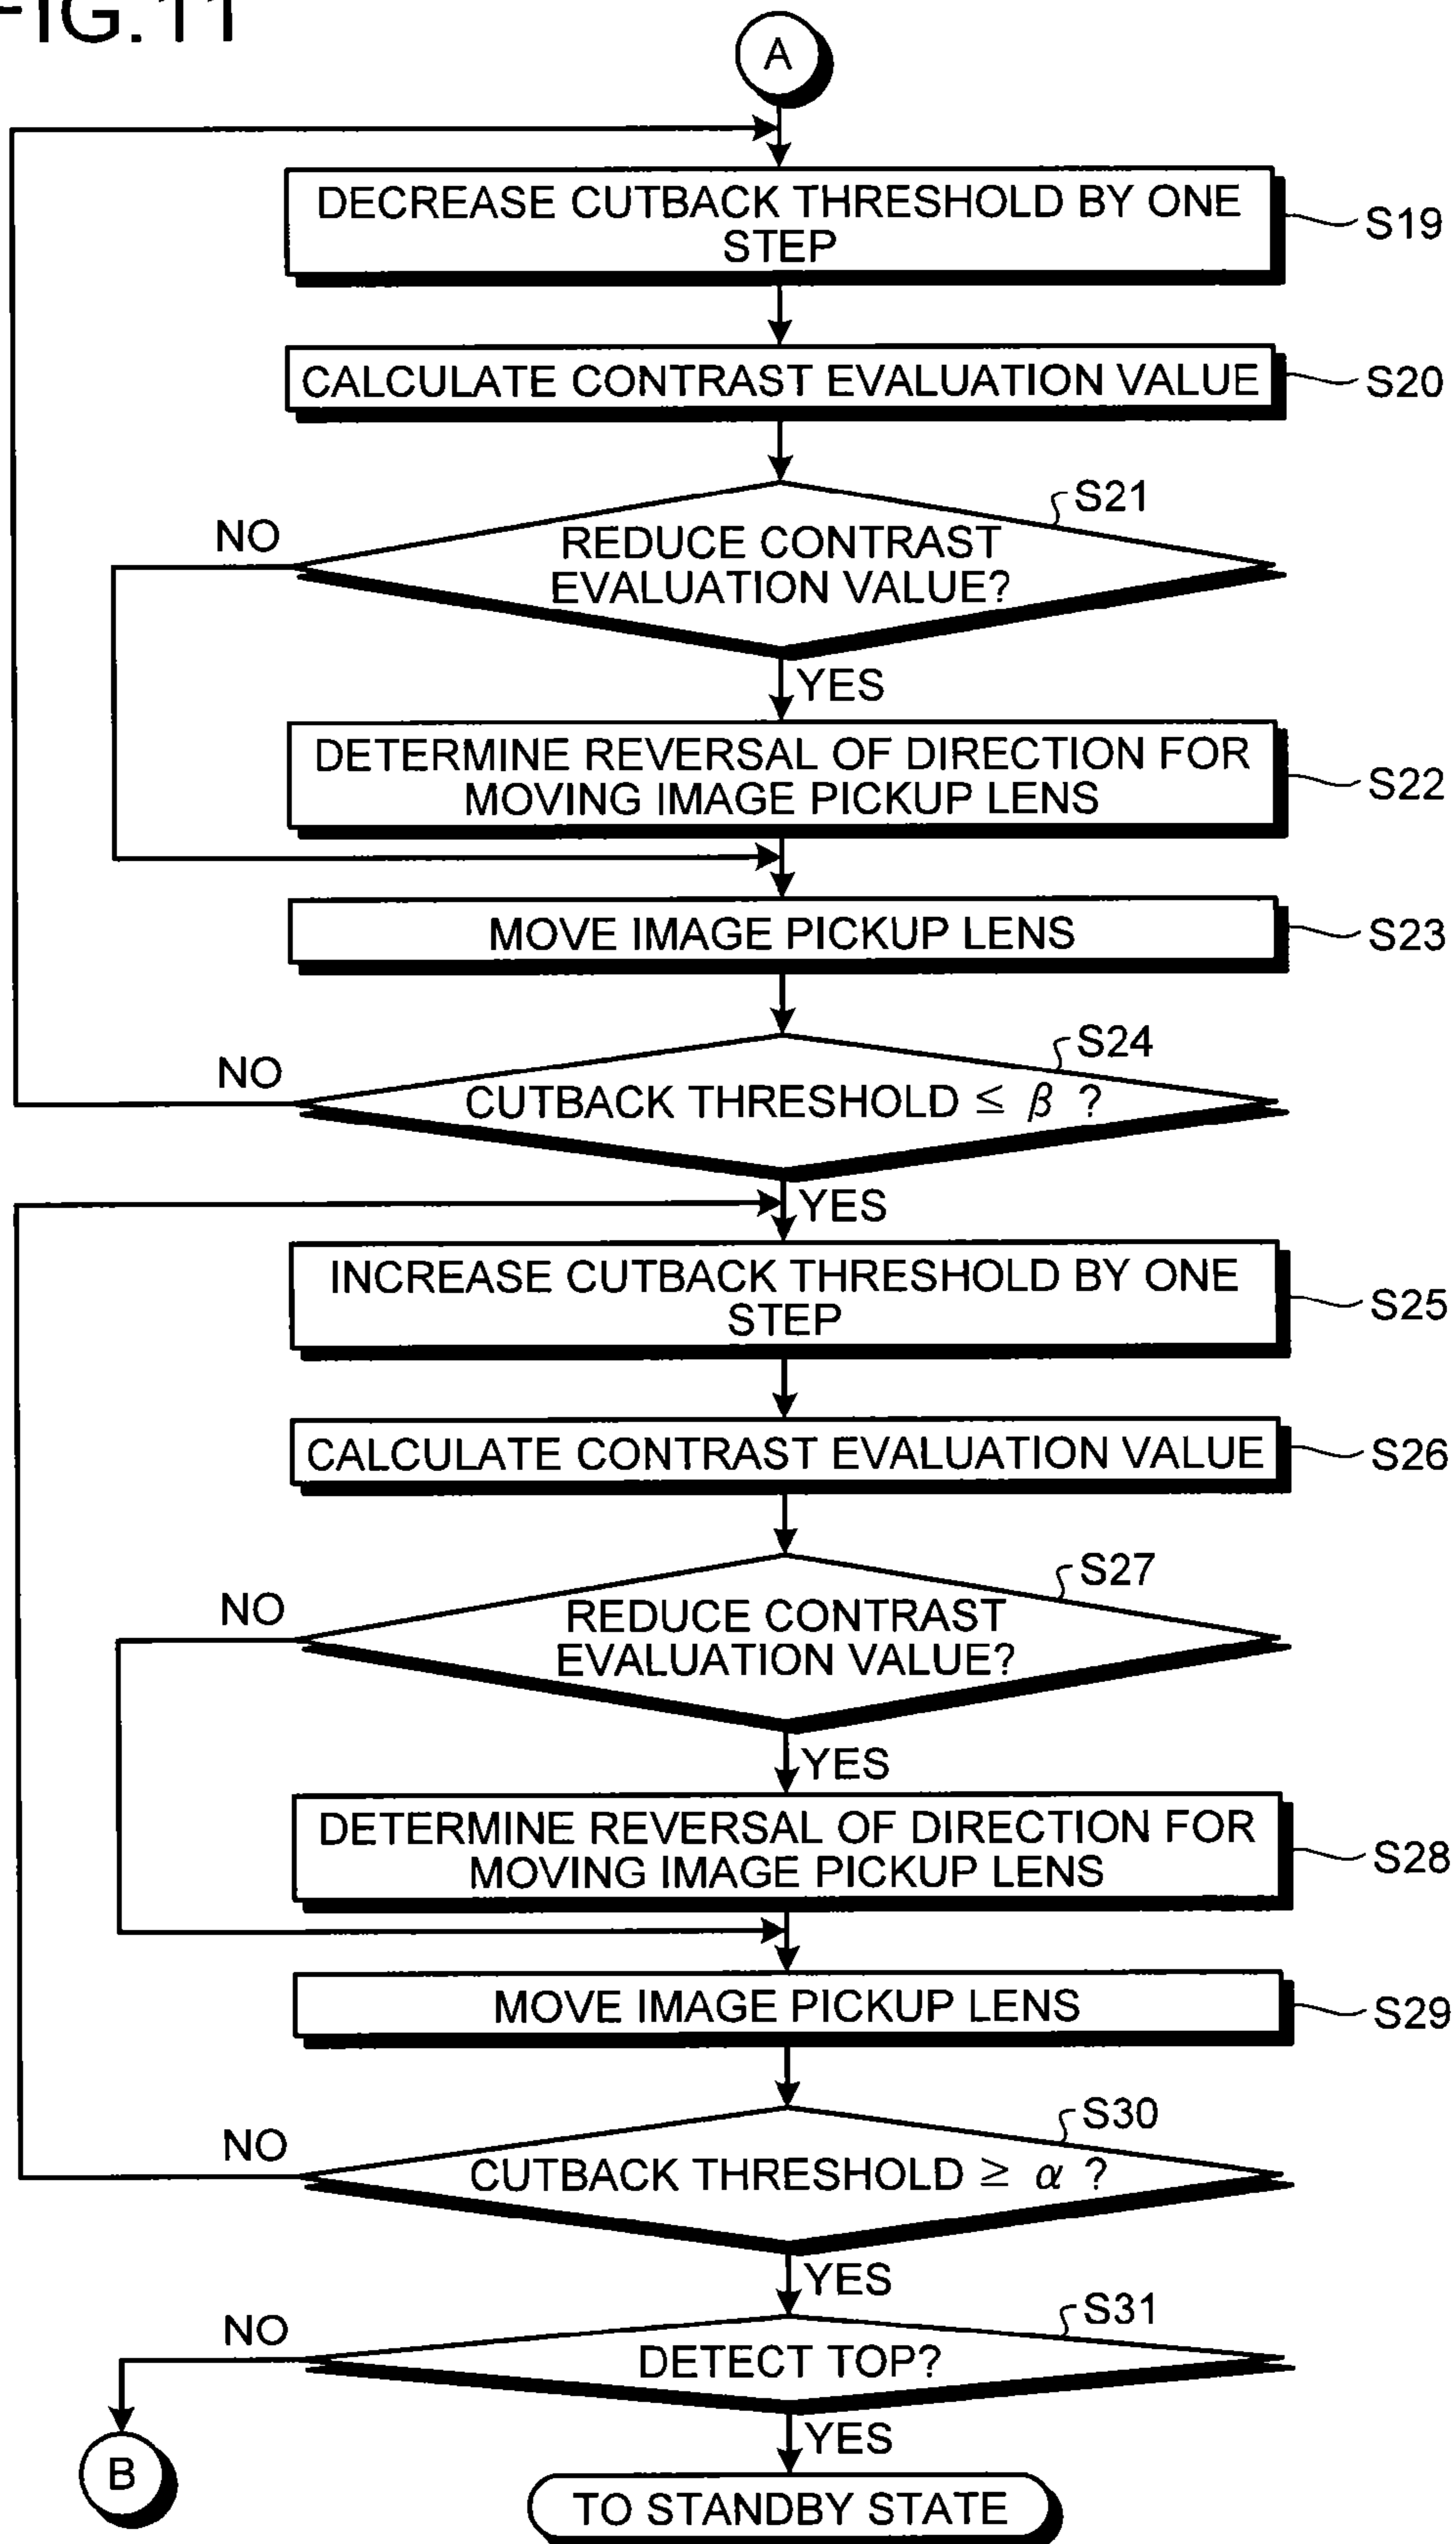 FIG.11
A
DECREASE CUTBACK THRESHOLD BY ONE
STEP
S19
CALCULATE CONTRAST EVALUATION VALUE
S20
S21
NO
REDUCE CONTRAST
EVALUATION VALUE?
YES
DETERMINE REVERSAL OF DIRECTION FOR
MOVING IMAGE PICKUP LENS
S22
MOVE IMAGE PICKUP LENS
S23
S24
NO
CUTBACK THRESHOLD ≤ β ?
YES
INCREASE CUTBACK THRESHOLD BY ONE
STEP
S25
CALCULATE CONTRAST EVALUATION VALUE
S26
S27
NO
REDUCE CONTRAST
EVALUATION VALUE?
YES
DETERMINE REVERSAL OF DIRECTION FOR
MOVING IMAGE PICKUP LENS
S28
MOVE IMAGE PICKUP LENS
S29
S30
NO
CUTBACK THRESHOLD ≥ α ?
YES
S31
NO
DETECT TOP?
YES
B
TO STANDBY STATE